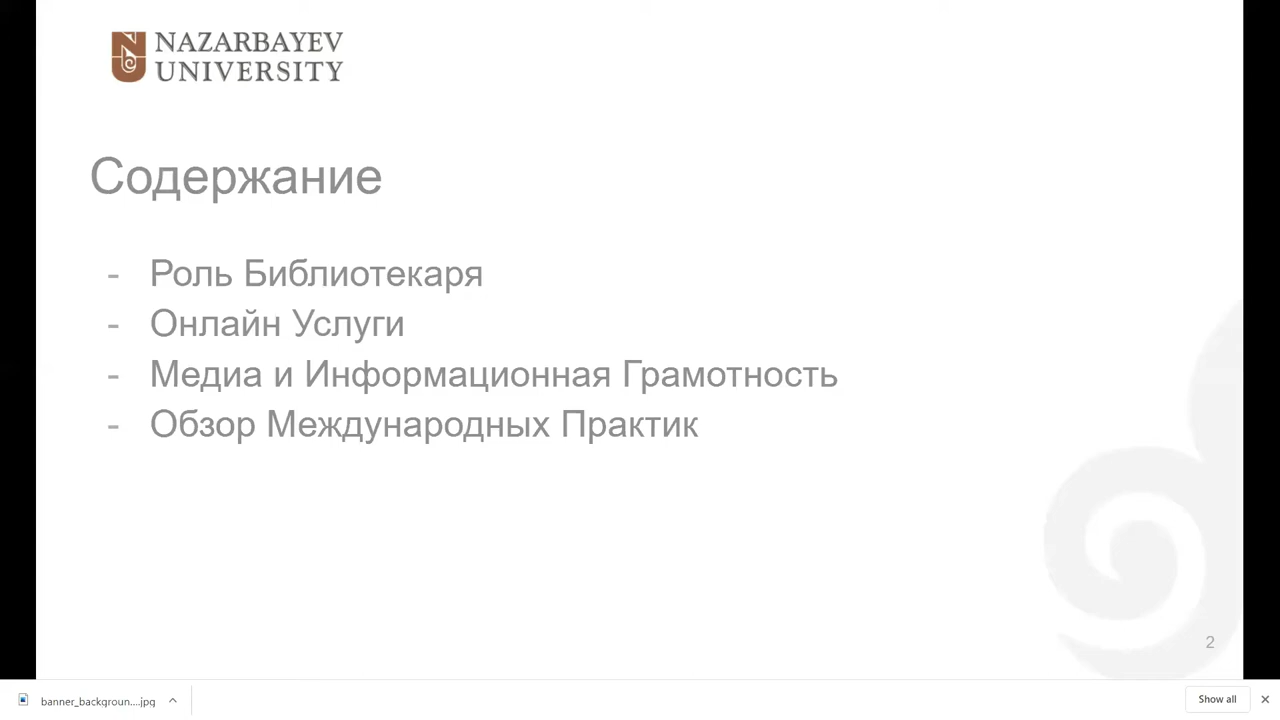 NAZARBAYEV
UNIVERSITY
Содержание
- Роль Библиотекаря
- Онлайн Услуги
- Медиа и Информационная Грамотность
- Обзор Международных Практик
2
banner_backgroun....jpg
Show all